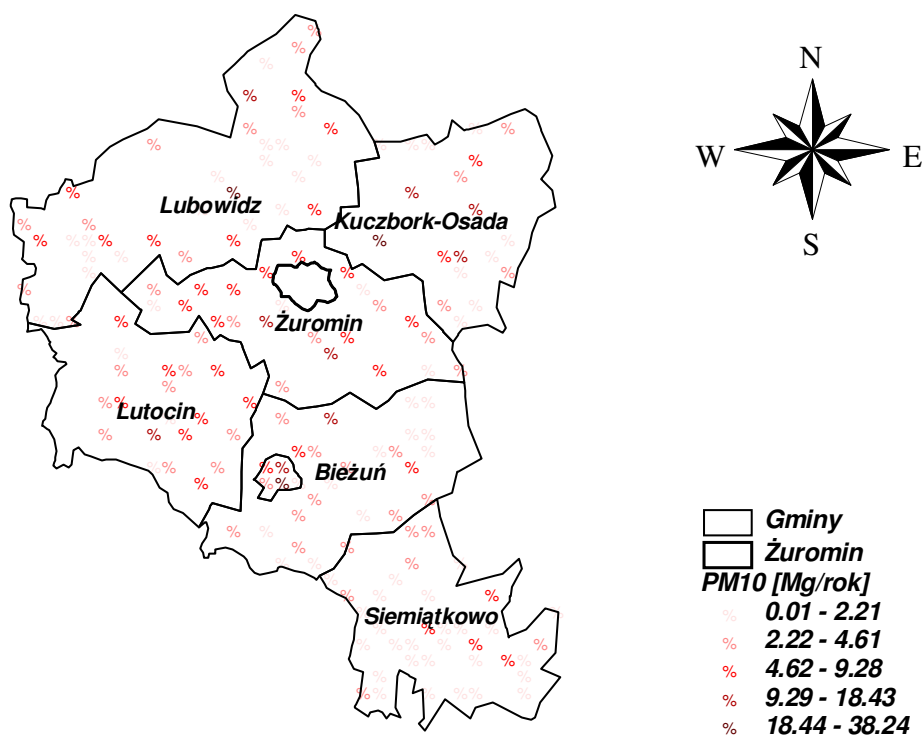 N
W E
S
Lubowidz
Kuczbork-Osada
Żuromin
Lutocin
Bieżuń
Siemiątkowo
Gminy
Żuromin
PM10 [Mg/rok]
% 0.01 - 2.21
% 2.22 - 4.61
% 4.62 - 9.28
% 9.29 - 18.43
% 18.44 - 38.24